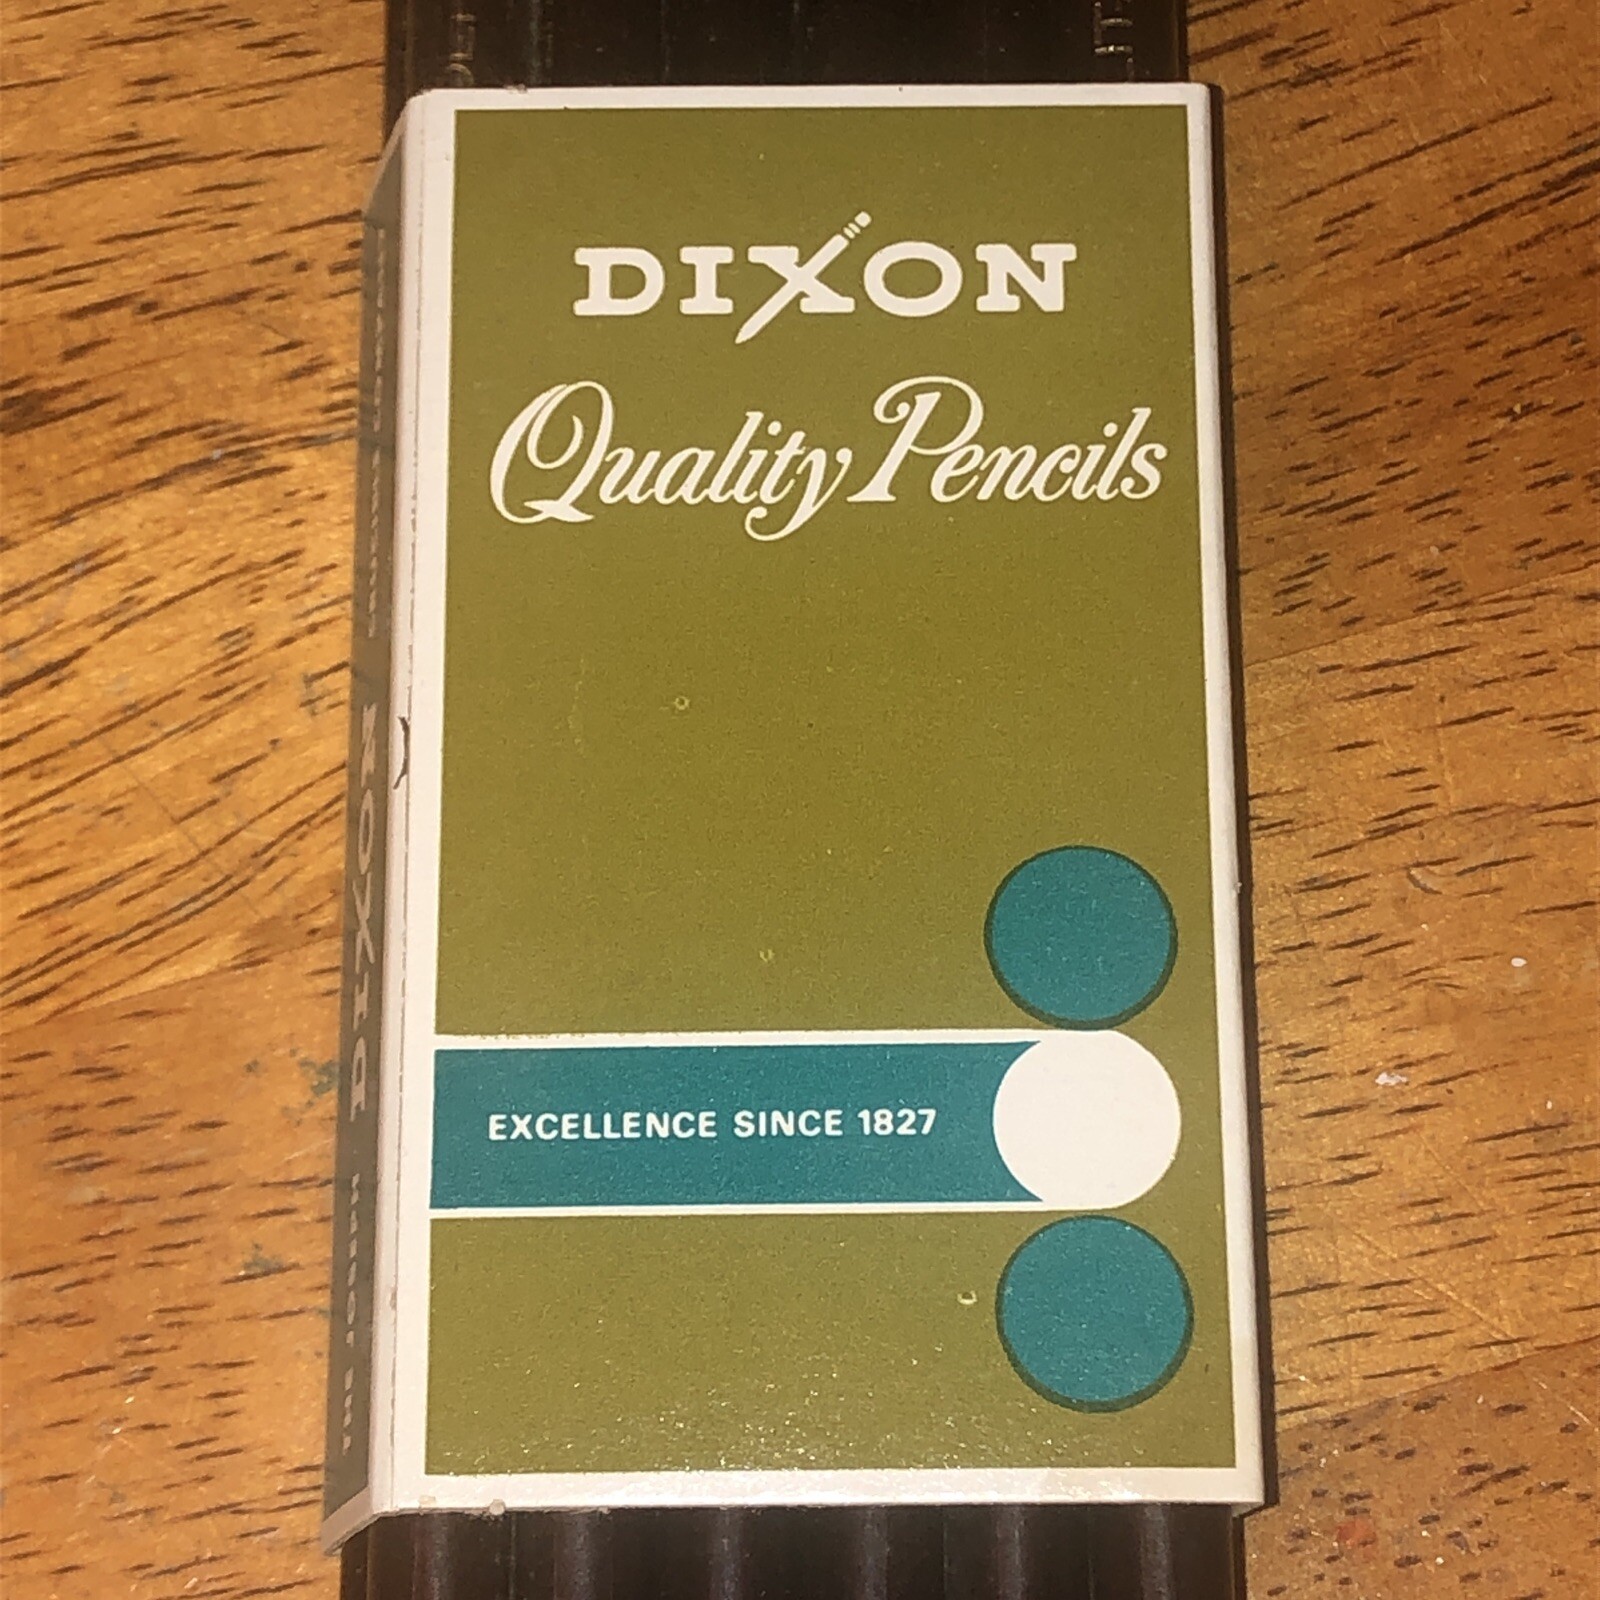 DIXON
Quality Pencils
EXCELLENCE SINCE 1827
DIXON